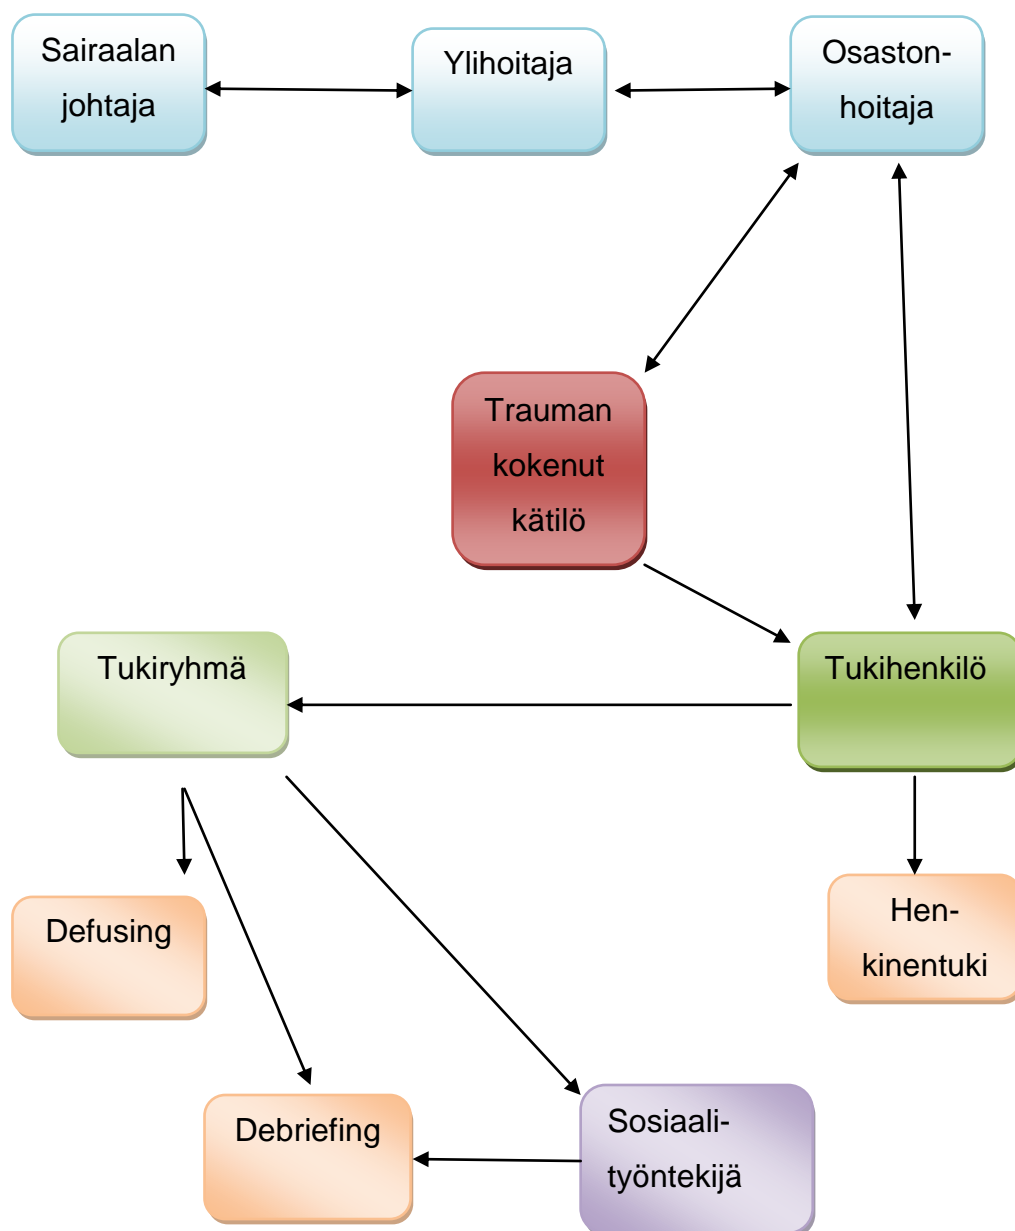 Sairaalan
johtaja
Ylihoitaja
Osaston-
hoitaja
Trauman
kokenut
kätilö
Tukiryhmä
Tukihenkilö
Defusing
Hen-
kinentuki
Debriefing
Sosiaali-
työntekijä